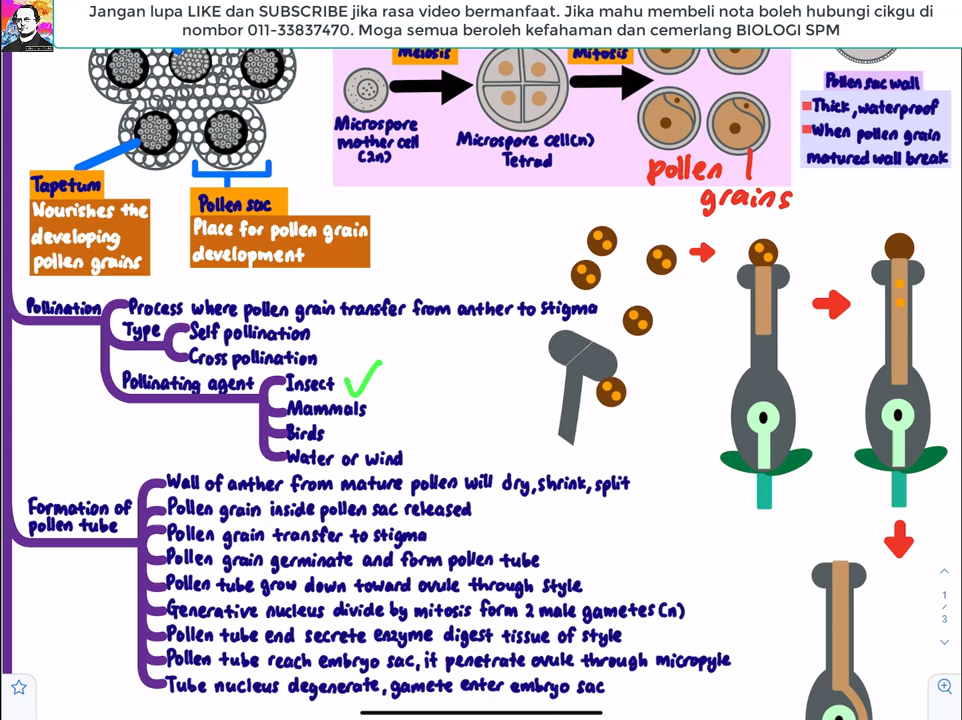 Jangan lupa LIKE dan SUBSCRIBE jika rasa video bermanfaat. Jika mahu membeli nota boleh hubungi cikgu di
nombor 011-33837470. Moga semua beroleh kefahaman dan cemerlang BIOLOGI SPM
Meiosis
Mitosis
Microspore
mother cell
(2n)
Microspore cell(n)
Tetrad
pollen
grains
Pollen sac wall
Thick, waterproof
When pollen grain
matured wall break
Tapetum
Nourishes the
developing
pollen grains
Pollen sac
Place for pollen grain
development
Pollination
Process where pollen grain transfer from anther to stigma
Type
Self pollination
Cross pollination
Pollinating agent
Insect
Mammals
Birds
Water or wind
Formation of
pollen tube
Wall of anther from mature pollen will dry, shrink, split
Pollen grain inside pollen sac released
Pollen grain transfer to stigma
Pollen grain germinate and form pollen tube
Pollen tube grow down toward ovule through style
Generative nucleus divide by mitosis form 2 male gametes (n)
Pollen tube end secrete enzyme digest tissue of style
Pollen tube reach embryo sac, it penetrate ovule through micropyle
Tube nucleus degenerate, gamete enter embryo sac
1
/
3